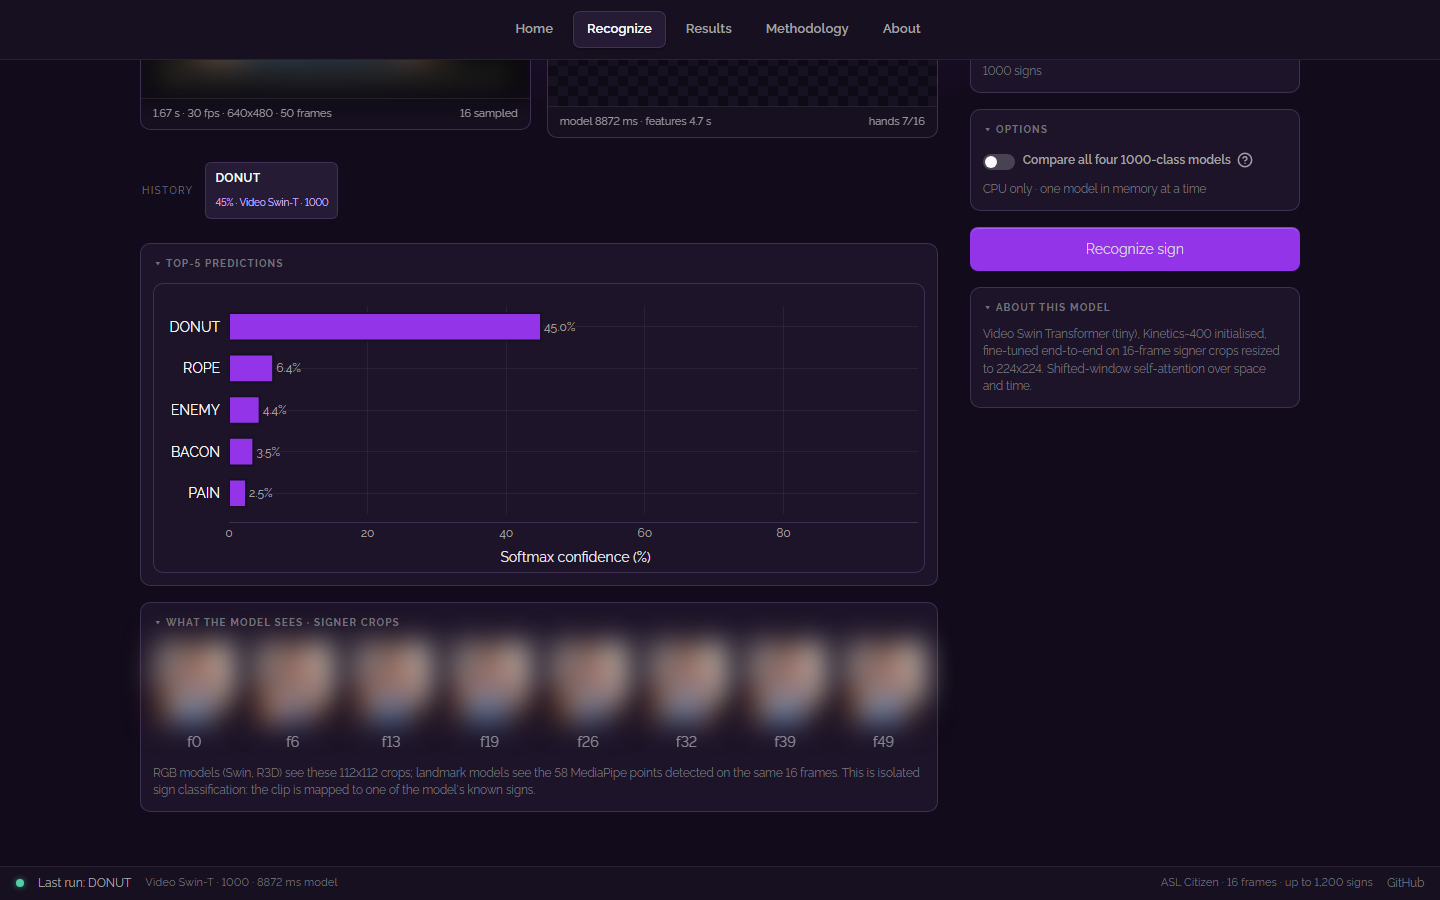 Home Recognize Results Methodology About
1.67 s · 30 fps · 640x480 · 50 frames 16 sampled
model 8872 ms · features 4.7 s hands 7/16
1000 signs
OPTIONS
Compare all four 1000-class models ?
CPU only · one model in memory at a time
Recognize sign
ABOUT THIS MODEL
Video Swin Transformer (tiny), Kinetics-400 initialised,
fine-tuned end-to-end on 16-frame signer crops resized
to 224x224. Shifted-window self-attention over space
and time.
HISTORY
DONUT
45% · Video Swin-T · 1000
TOP-5 PREDICTIONS
DONUT 45.0%
ROPE 6.4%
ENEMY 4.4%
BACON 3.5%
PAIN 2.5%
0 20 40 60 80
Softmax confidence (%)
WHAT THE MODEL SEES · SIGNER CROPS
f0 f6 f13 f19 f26 f32 f39 f49
RGB models (Swin, R3D) see these 112x112 crops; landmark models see the 58 MediaPipe points detected on the same 16 frames. This is isolated
sign classification: the clip is mapped to one of the model's known signs.
Last run: DONUT Video Swin-T · 1000 · 8872 ms model
ASL Citizen · 16 frames · up to 1,200 signs GitHub